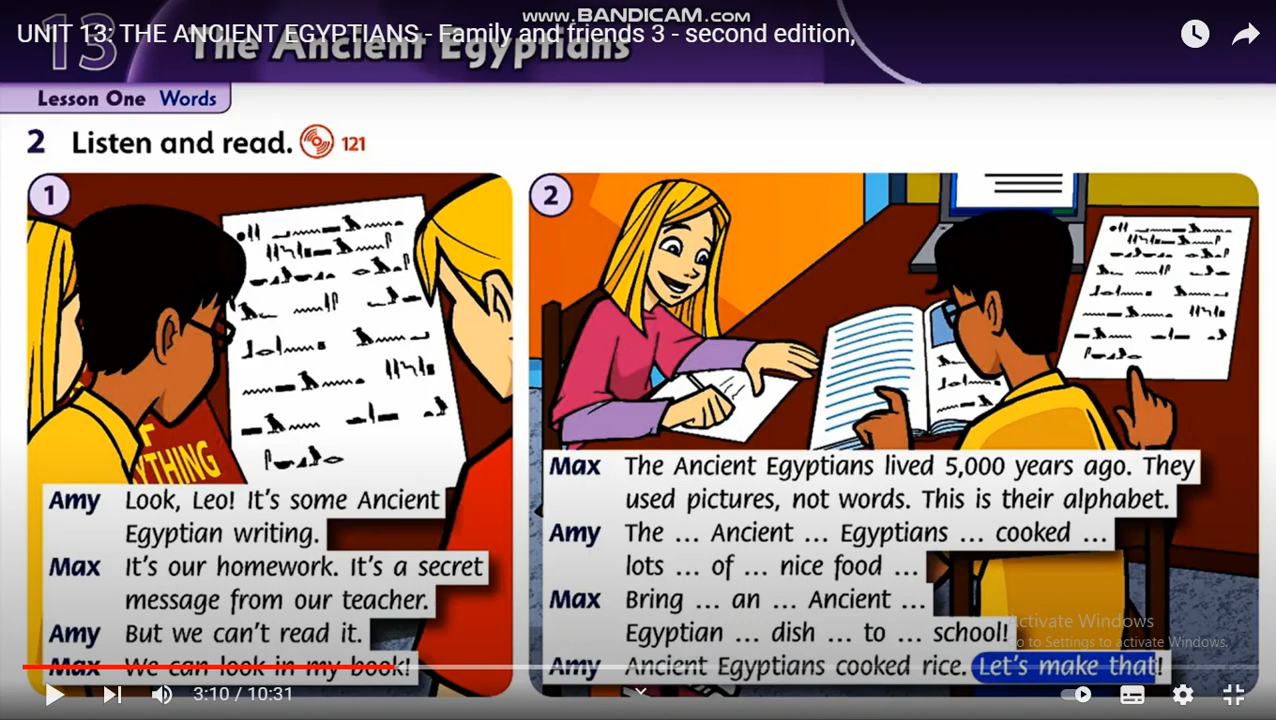 www.BANDICAM.com
UNIT 13: THE ANCIENT EGYPTIANS - Family and friends 3 - second edition,
13 The Ancient Egyptians
Lesson One Words
2 Listen and read. 121
1
THING
Amy Look, Leo! It's some Ancient
Egyptian writing.
Max It's our homework. It's a secret
message from our teacher.
Amy But we can't read it.
Max We can look in my book!
2
Max The Ancient Egyptians lived 5,000 years ago. They
used pictures, not words. This is their alphabet.
Amy The ... Ancient ... Egyptians ... cooked ...
lots ... of ... nice food ...
Max Bring ... an ... Ancient ...
Egyptian ... dish ... to ... school!
Amy Ancient Egyptians cooked rice. Let's make that!
Activate Windows
Go to Settings to activate Windows.
3:10 / 10:31